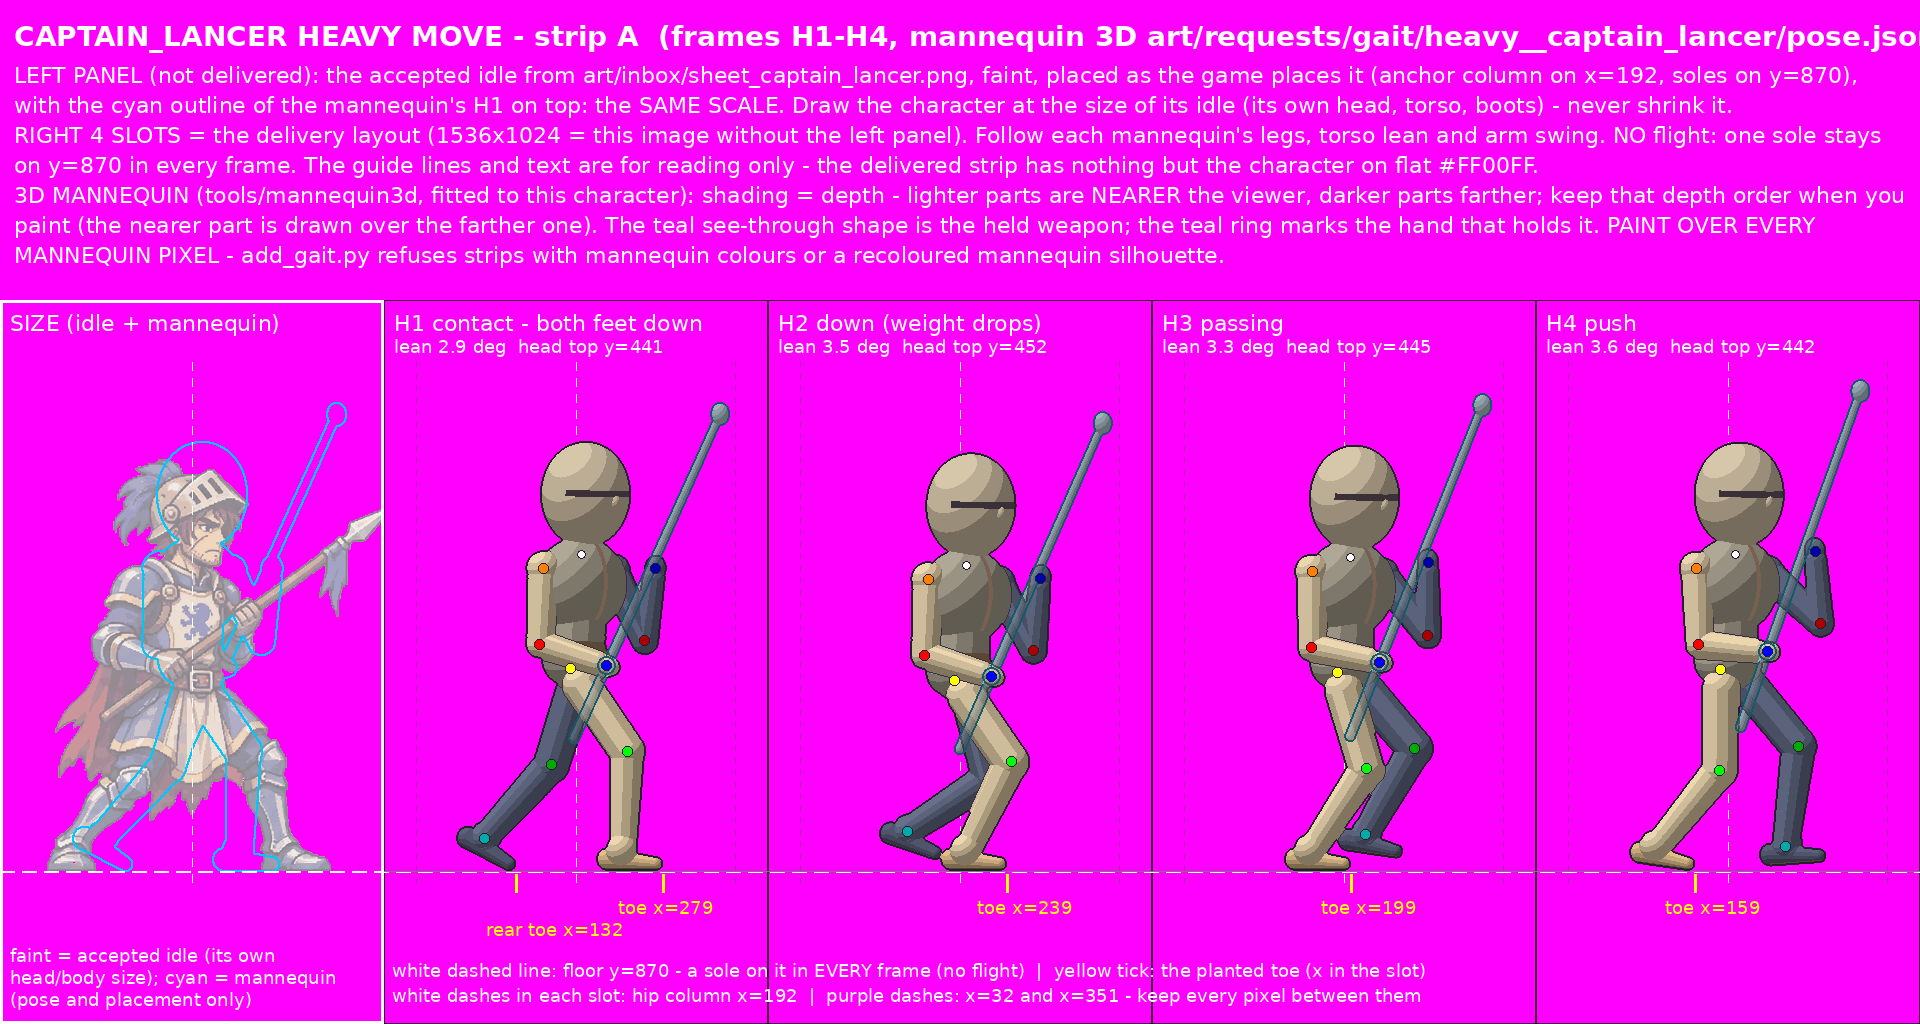 CAPTAIN_LANCER HEAVY MOVE - strip A (frames H1-H4, mannequin 3D art/requests/gait/heavy__captain_lancer/pose.json
LEFT PANEL (not delivered): the accepted idle from art/inbox/sheet_captain_lancer.png, faint, placed as the game places it (anchor column on x=192, soles on y=870),
with the cyan outline of the mannequin's H1 on top: the SAME SCALE. Draw the character at the size of its idle (its own head, torso, boots) - never shrink it.
RIGHT 4 SLOTS = the delivery layout (1536x1024 = this image without the left panel). Follow each mannequin's legs, torso lean and arm swing. NO flight: one sole stays
on y=870 in every frame. The guide lines and text are for reading only - the delivered strip has nothing but the character on flat #FF00FF.
3D MANNEQUIN (tools/mannequin3d, fitted to this character): shading = depth - lighter parts are NEARER the viewer, darker parts farther; keep that depth order when you
paint (the nearer part is drawn over the farther one). The teal see-through shape is the held weapon; the teal ring marks the hand that holds it. PAINT OVER EVERY
MANNEQUIN PIXEL - add_gait.py refuses strips with mannequin colours or a recoloured mannequin silhouette.
SIZE (idle + mannequin)
H1 contact - both feet down
lean 2.9 deg head top y=441
H2 down (weight drops)
lean 3.5 deg head top y=452
H3 passing
lean 3.3 deg head top y=445
H4 push
lean 3.6 deg head top y=442
toe x=279
rear toe x=132
toe x=239
toe x=199
toe x=159
faint = accepted idle (its own
head/body size); cyan = mannequin
(pose and placement only)
white dashed line: floor y=870 - a sole on it in EVERY frame (no flight) | yellow tick: the planted toe (x in the slot)
white dashes in each slot: hip column x=192 | purple dashes: x=32 and x=351 - keep every pixel between them